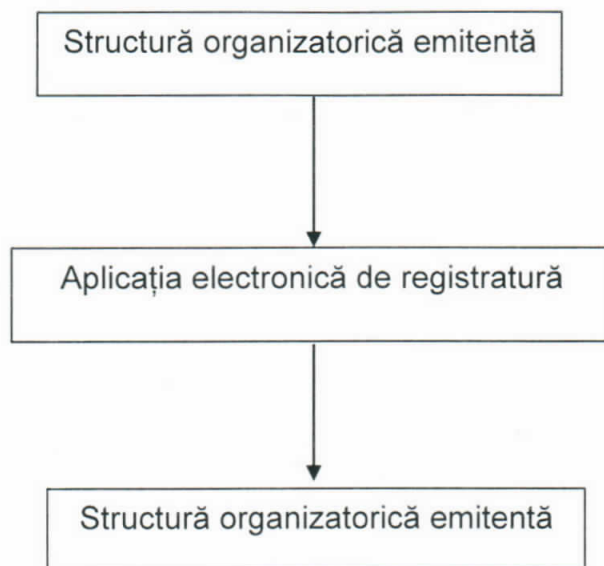 Structură organizatorică emitentă
Aplicația electronică de registratură
Structură organizatorică emitentă